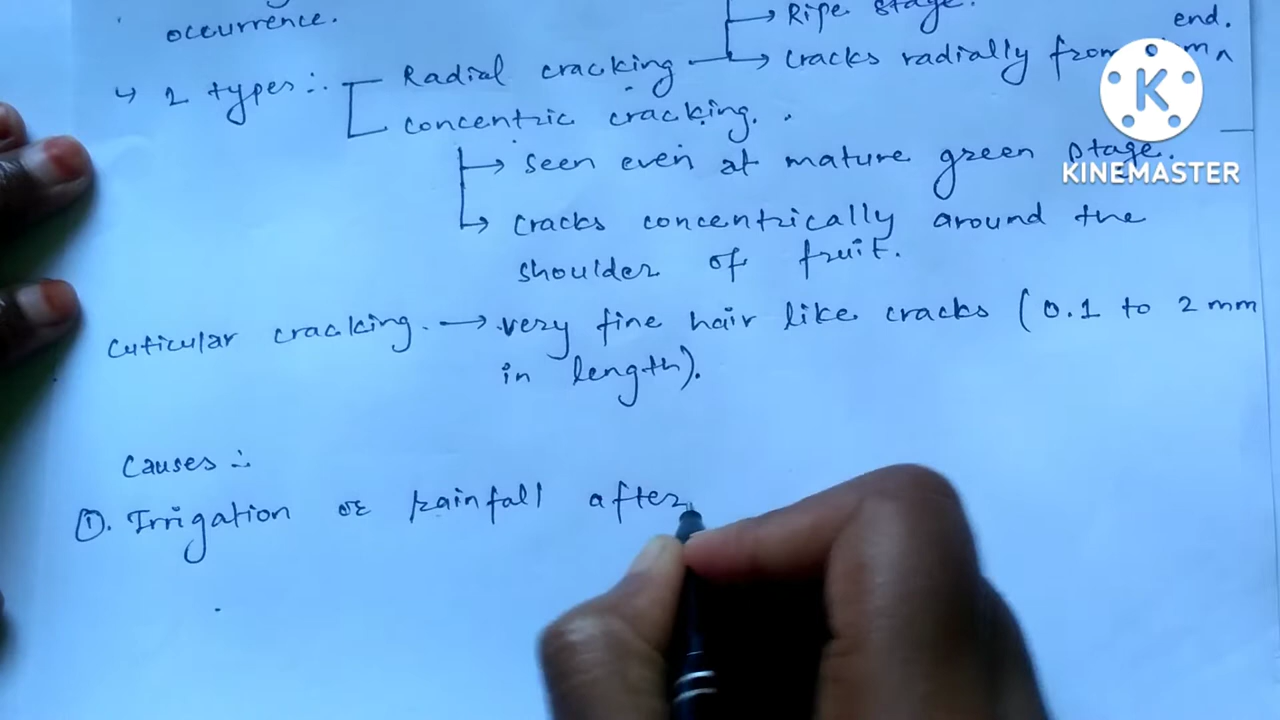 occurrence.
→ Ripe stage.
↳ 2 types :. Radial cracking → cracks radially from end.
concentric cracking.
→ seen even at mature green stage.
↳ cracks concentrically around the
shoulder of fruit.
Cuticular cracking. → very fine hair like cracks (0.1 to 2 mm
in length).
Causes :.
①. Irrigation or rainfall after
K
KINEMASTER